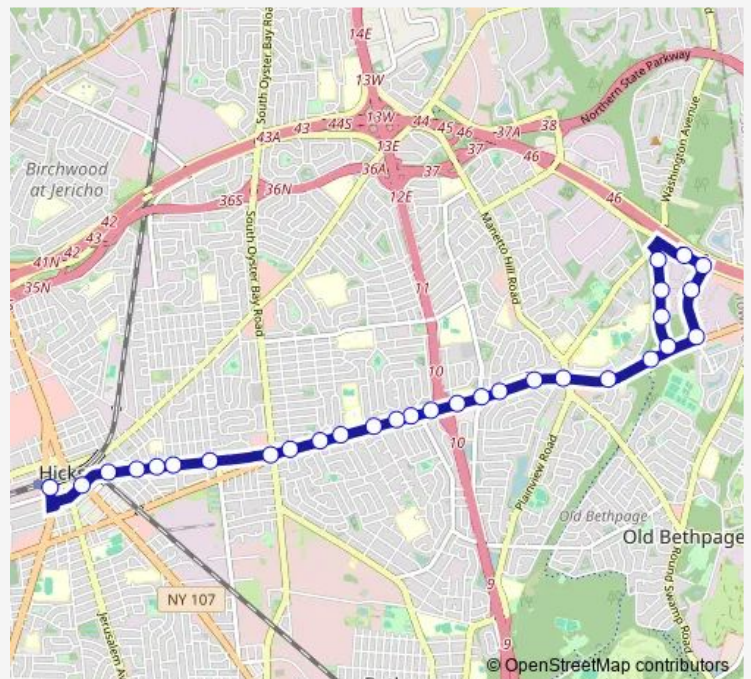 14E
13W
South Oyster Bay Roa
Northern State Parkway
43A
43
44S
13W
44
45
46
37A
38
13E
37
46
Birchwood
at Jericho
36S
36N
36A
37
12E
46
Washington Avenue
42
43
42
41N
35N
South Oyster Bay Road
Manetto Hill Road
11
10
10
Hicks
Plainview Road
Old Bethpage
Old Bethpage
Round Swamp Road
NY 107
9
9
Jerusalem Av
© OpenStreetMap contributors